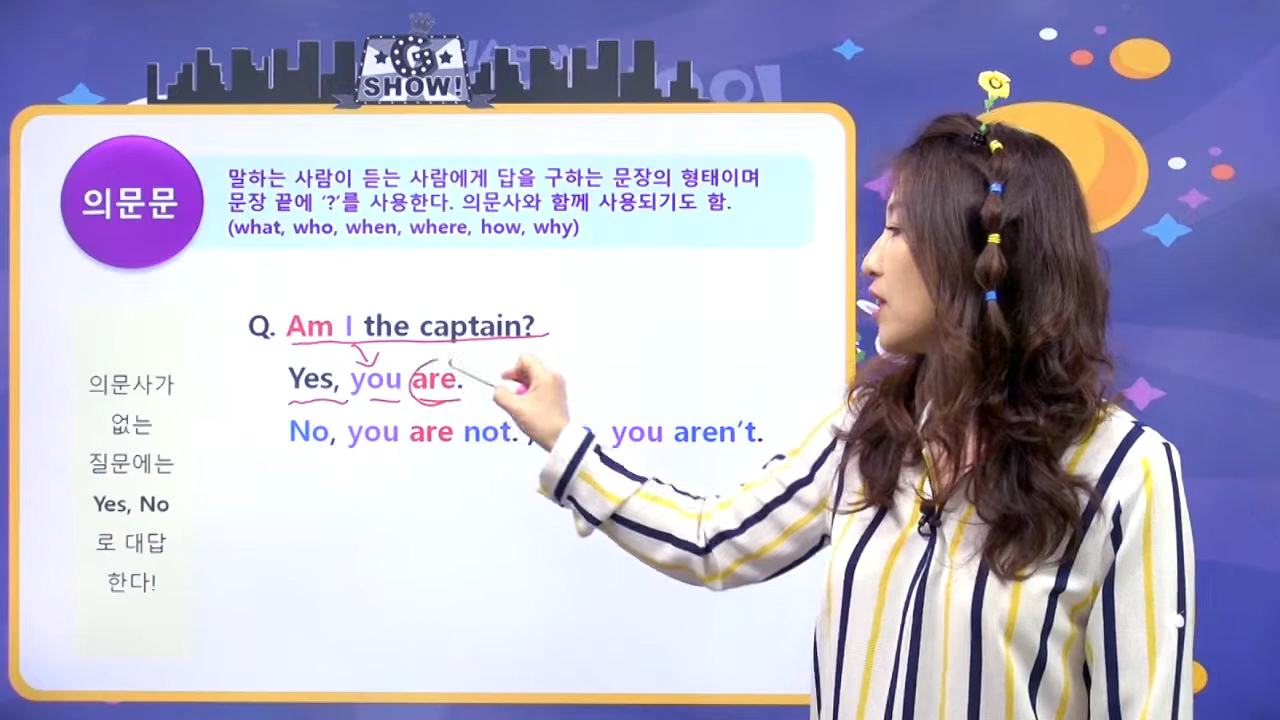 G
SHOW!
의문문
말하는 사람이 듣는 사람에게 답을 구하는 문장의 형태이며
문장 끝에 '?'를 사용한다. 의문사와 함께 사용되기도 함.
(what, who, when, where, how, why)
Q. Am I the captain?
Yes, you are.
No, you are not. / you aren't.
의문사가
없는
질문에는
Yes, No
로 대답
한다!